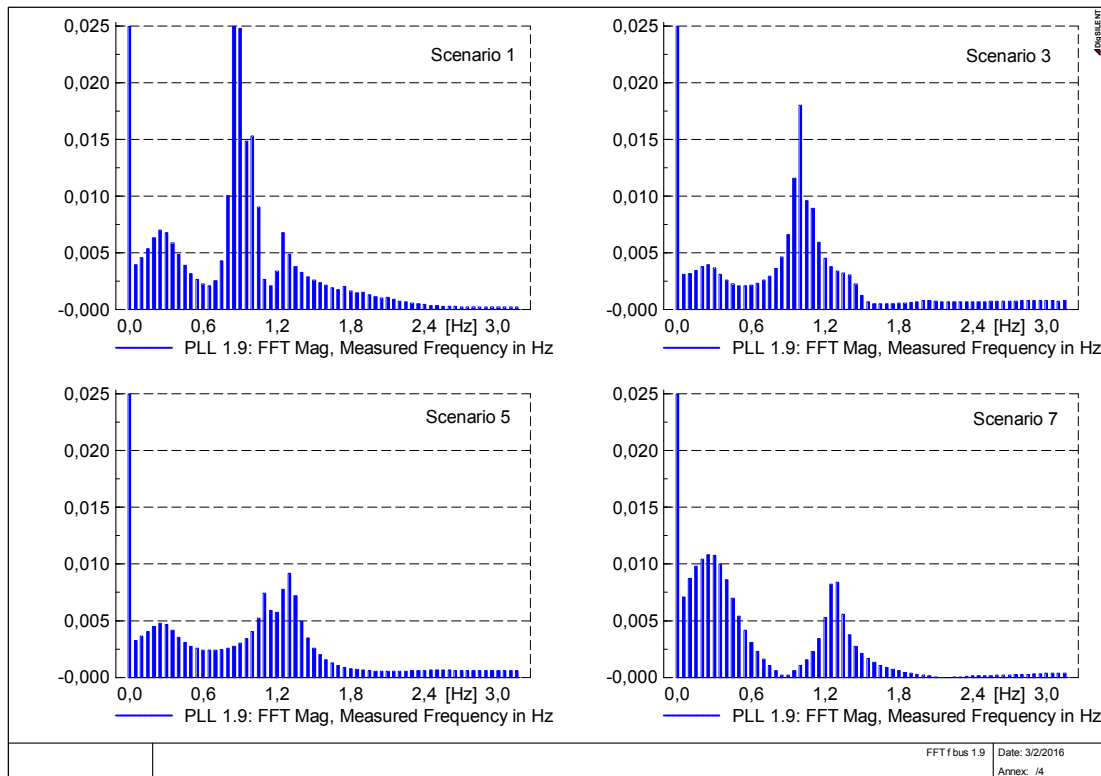 DIgSILENT
0,025
0,020
0,015
0,010
0,005
-0,000
Scenario 1
0,0 0,6 1,2 1,8 2,4 [Hz] 3,0
PLL 1.9: FFT Mag, Measured Frequency in Hz
0,025
0,020
0,015
0,010
0,005
-0,000
Scenario 3
0,0 0,6 1,2 1,8 2,4 [Hz] 3,0
PLL 1.9: FFT Mag, Measured Frequency in Hz
0,025
0,020
0,015
0,010
0,005
-0,000
Scenario 5
0,0 0,6 1,2 1,8 2,4 [Hz] 3,0
PLL 1.9: FFT Mag, Measured Frequency in Hz
0,025
0,020
0,015
0,010
0,005
-0,000
Scenario 7
0,0 0,6 1,2 1,8 2,4 [Hz] 3,0
PLL 1.9: FFT Mag, Measured Frequency in Hz
FFT f bus 1.9
Date: 3/2/2016
Annex: /4